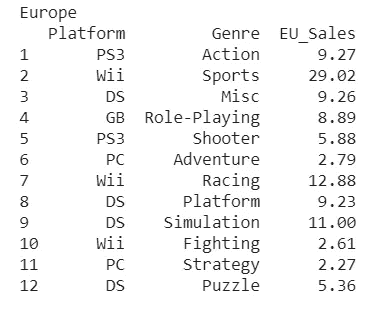 Europe
Platform Genre EU_Sales
1 PS3 Action 9.27
2 Wii Sports 29.02
3 DS Misc 9.26
4 GB Role-Playing 8.89
5 PS3 Shooter 5.88
6 PC Adventure 2.79
7 Wii Racing 12.88
8 DS Platform 9.23
9 DS Simulation 11.00
10 Wii Fighting 2.61
11 PC Strategy 2.27
12 DS Puzzle 5.36